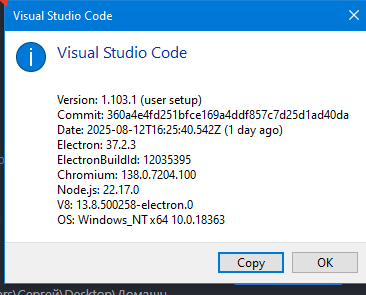 Visual Studio Code
Visual Studio Code
Version: 1.103.1 (user setup)
Commit: 360a4e4fd251bfce169a4ddf857c7d25d1ad40da
Date: 2025-08-12T16:25:40.542Z (1 day ago)
Electron: 37.2.3
ElectronBuildId: 12035395
Chromium: 138.0.7204.100
Node.js: 22.17.0
V8: 13.8.500258-electron.0
OS: Windows_NT x64 10.0.18363
Copy
OK
\Сергей\Desktop\